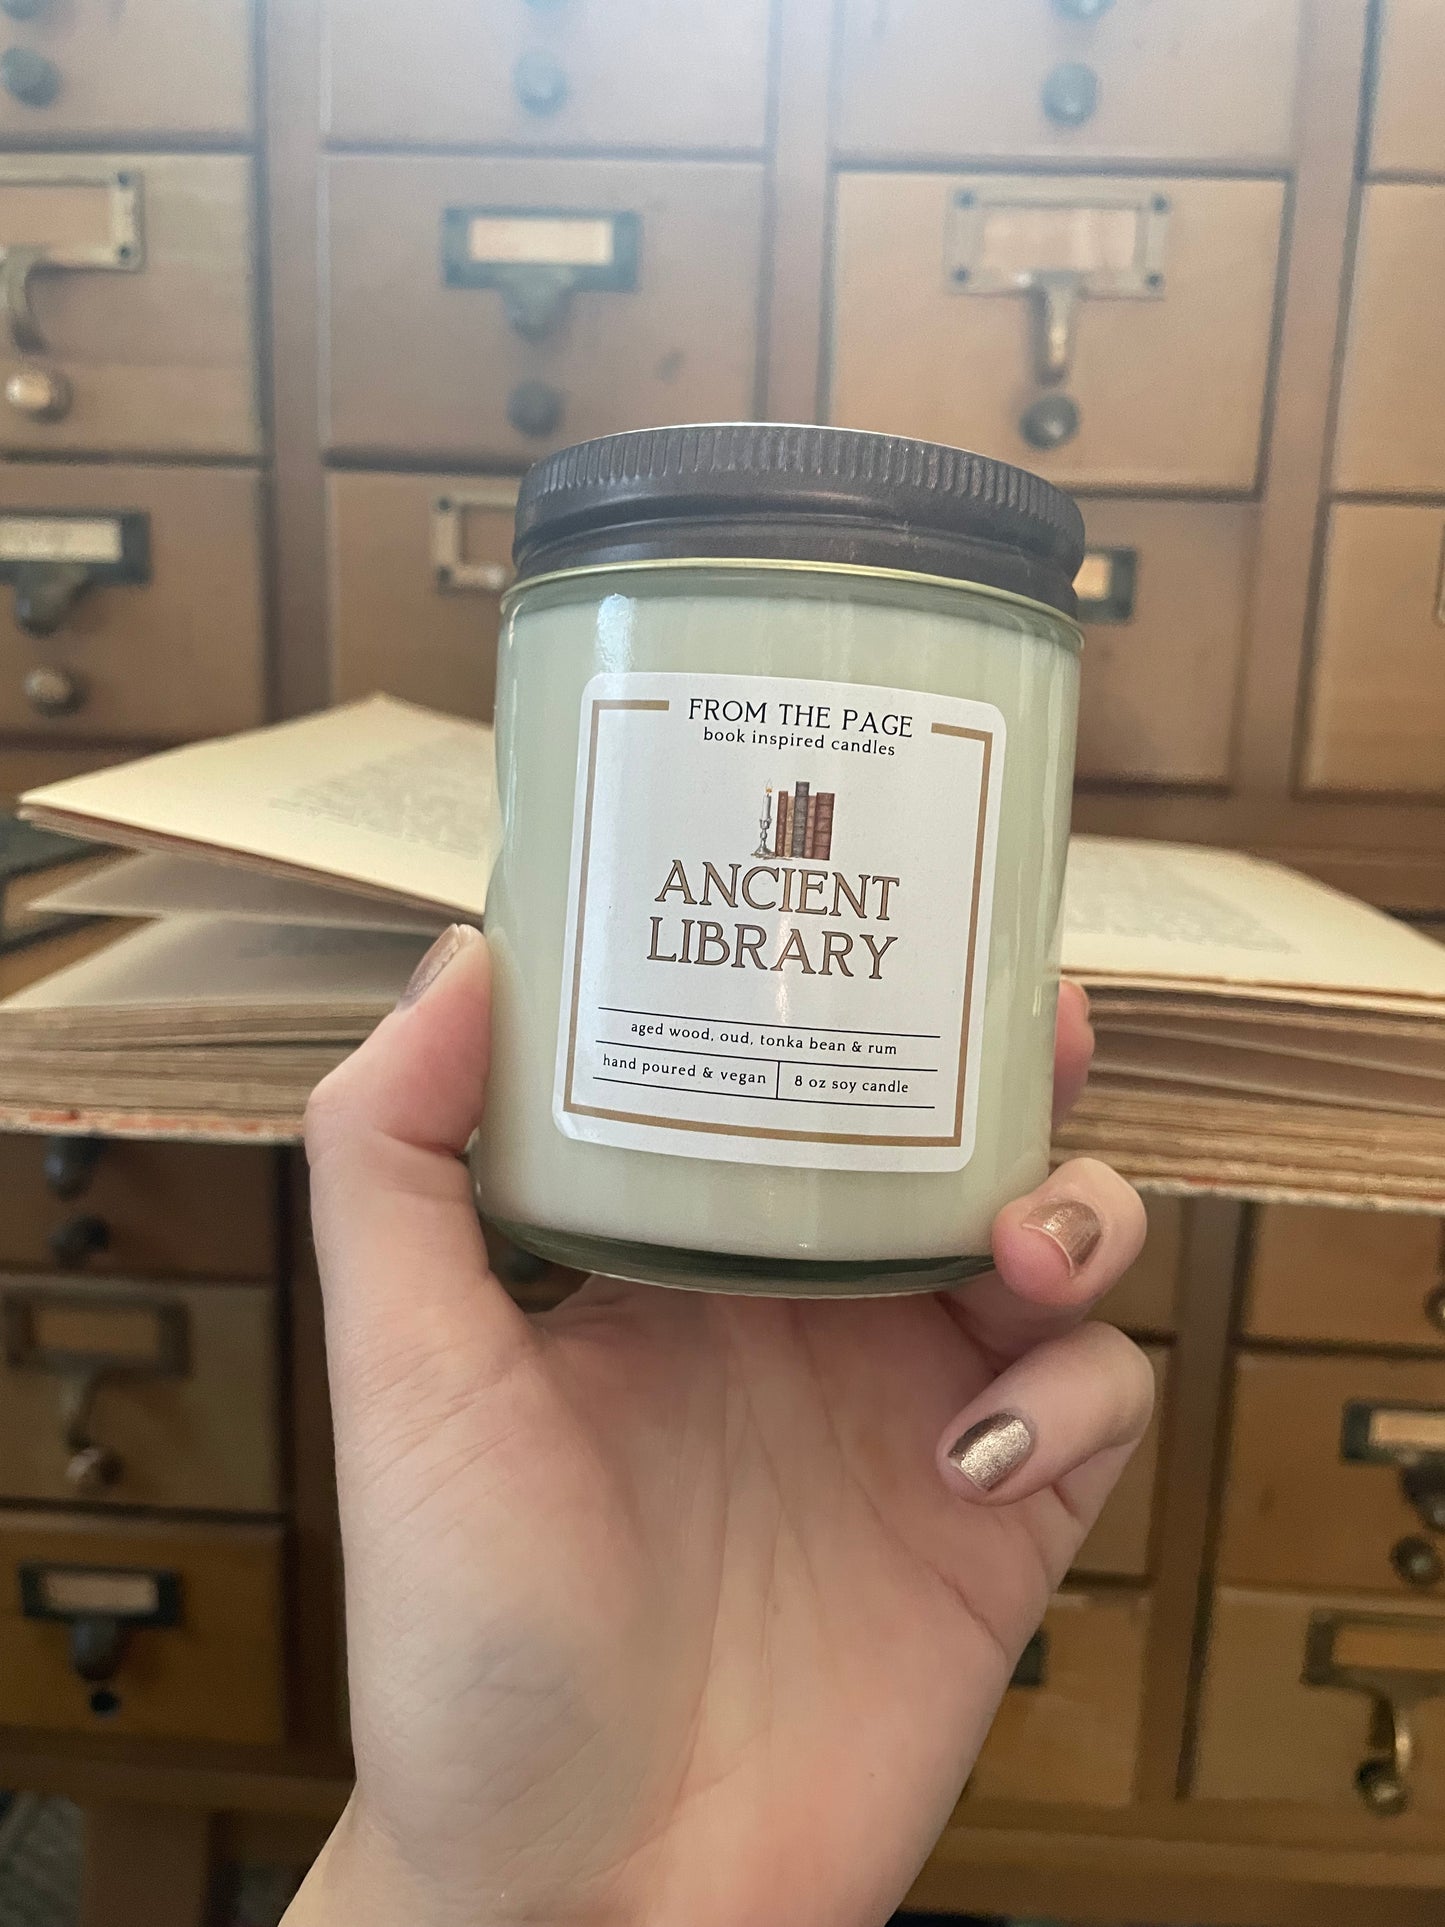 FROM THE PAGE
book inspired candles
ANCIENT
LIBRARY
aged wood, oud, tonka bean & rum
hand poured & vegan
8 oz soy candle